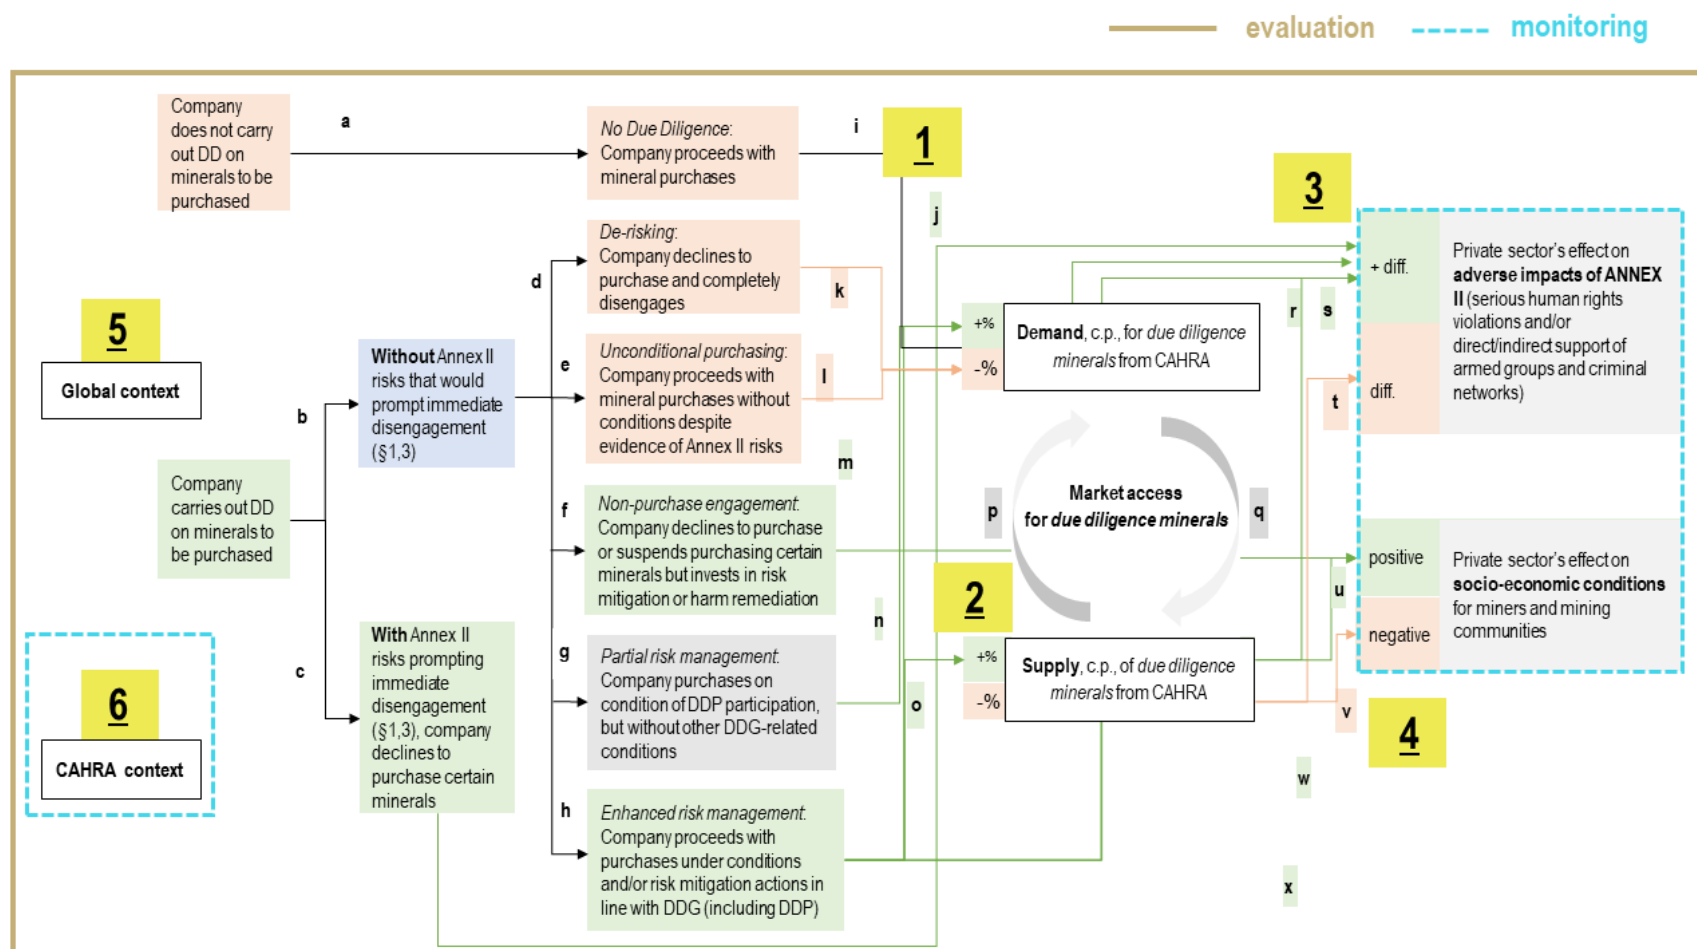 evaluation
monitoring
Company
does not carry
out DD on
minerals to be
purchased
a
No Due Diligence:
Company proceeds with
mineral purchases
i
1
j
3
De-risking:
Company declines to
purchase and completely
disengages
d
k
+ diff.
diff.
Private sector's effect on
adverse impacts of ANNEX
II (serious human rights
violations and/or
direct/indirect support of
armed groups and criminal
networks)
5
Global context
b
Without Annex II
risks that would
prompt immediate
disengagement
(§1,3)
e
Unconditional purchasing:
Company proceeds with
mineral purchases without
conditions despite
evidence of Annex II risks
l
+%
-%
Demand, c.p., for due diligence
minerals from CAHRA
r
s
t
Company
carries out DD
on minerals to
be purchased
f
Non-purchase engagement:
Company declines to purchase
or suspends purchasing certain
minerals but invests in risk
mitigation or harm remediation
m
p
Market access
for due diligence minerals
q
positive
negative
Private sector's effect on
socio-economic conditions
for miners and mining
communities
6
CAHRA context
c
With Annex II
risks prompting
immediate
disengagement
(§1,3), company
declines to
purchase certain
minerals
g
Partial risk management:
Company purchases on
condition of DDP participation,
but without other DDG-related
conditions
n
2
o
+%
-%
Supply, c.p., of due diligence
minerals from CAHRA
u
v
4
h
Enhanced risk management:
Company proceeds with
purchases under conditions
and/or risk mitigation actions in
line with DDG (including DDP)
w
x